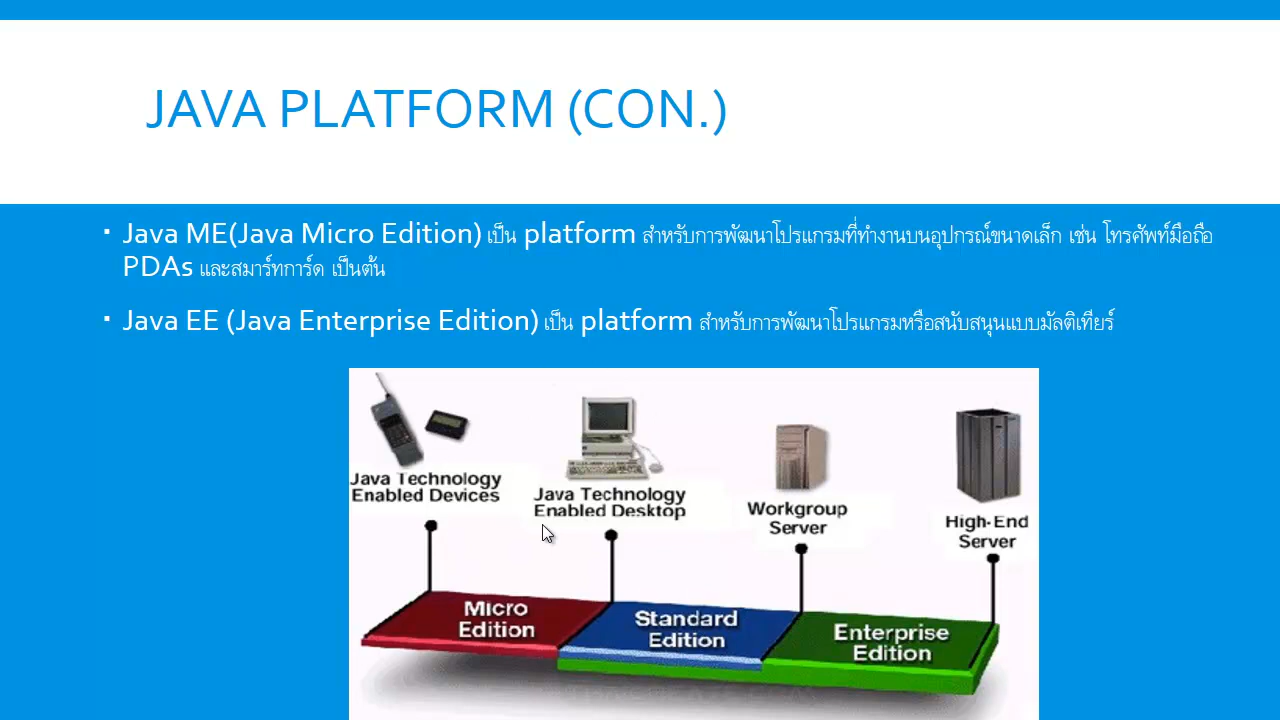 JAVA PLATFORM (CON.)
▪ Java ME(Java Micro Edition) เป็น platform สำหรับการพัฒนาโปรแกรมที่ทำงานบนอุปกรณ์ขนาดเล็ก เช่น โทรศัพท์มือถือ
PDAs และสมาร์ทการ์ด เป็นต้น
▪ Java EE (Java Enterprise Edition) เป็น platform สำหรับการพัฒนาโปรแกรมหรือสนับสนุนแบบมัลติเทียร์
Java Technology
Enabled Devices
Java Technology
Enabled Desktop
Workgroup
Server
High-End
Server
Micro
Edition
Standard
Edition
Enterprise
Edition